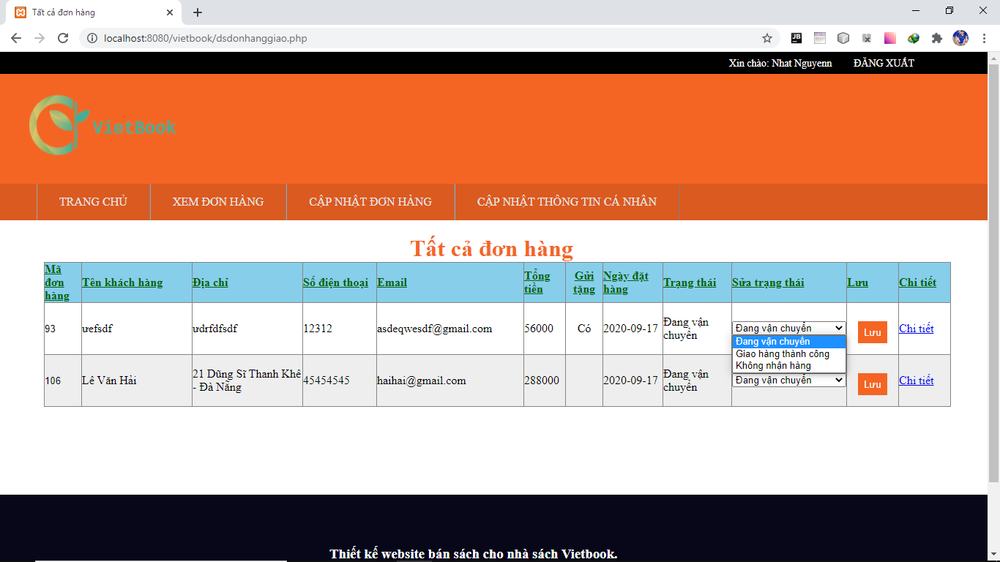 Tất cả đơn hàng
localhost:8080/vietbook/dsdonhanggiao.php
Xin chào: Nhat Nguyenn ĐĂNG XUẤT
VietBook
TRANG CHỦ XEM ĐƠN HÀNG CẬP NHẬT ĐƠN HÀNG CẬP NHẬT THÔNG TIN CÁ NHÂN
Tất cả đơn hàng
Mã đơn hàng Tên khách hàng Địa chỉ Số điện thoại Email Tổng tiền Gửi tặng Ngày đặt hàng Trạng thái Sửa trạng thái Lưu Chi tiết
93 ưefsdf ưdrfdfsdf 12312 asdeqwesdf@gmail.com 56000 Có 2020-09-17 Đang vận chuyển Đang vận chuyển Lưu Chi tiết
Đang vận chuyển
Giao hàng thành công
Không nhận hàng
106 Lê Văn Hải 21 Dũng Sĩ Thanh Khê - Đà Nẵng 45454545 haihai@gmail.com 288000 2020-09-17 Đang vận chuyển Đang vận chuyển Lưu Chi tiết
Thiết kế website bán sách cho nhà sách Vietbook.